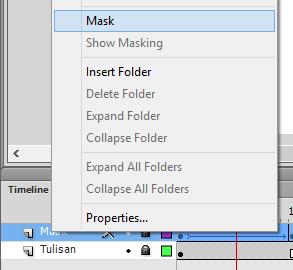 Mask
Show Masking
Insert Folder
Delete Folder
Expand Folder
Collapse Folder
Expand All Folders
Collapse All Folders
Properties...
Timeline
Tulisan